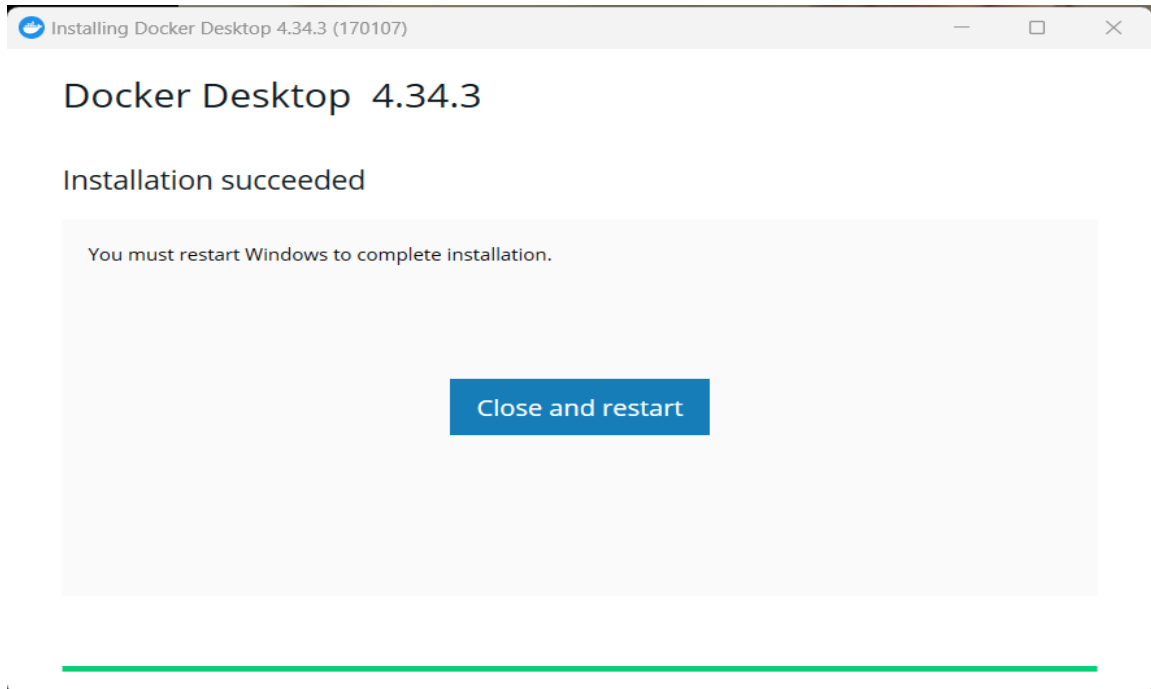 Installing Docker Desktop 4.34.3 (170107)
Docker Desktop 4.34.3
Installation succeeded
You must restart Windows to complete installation.
Close and restart